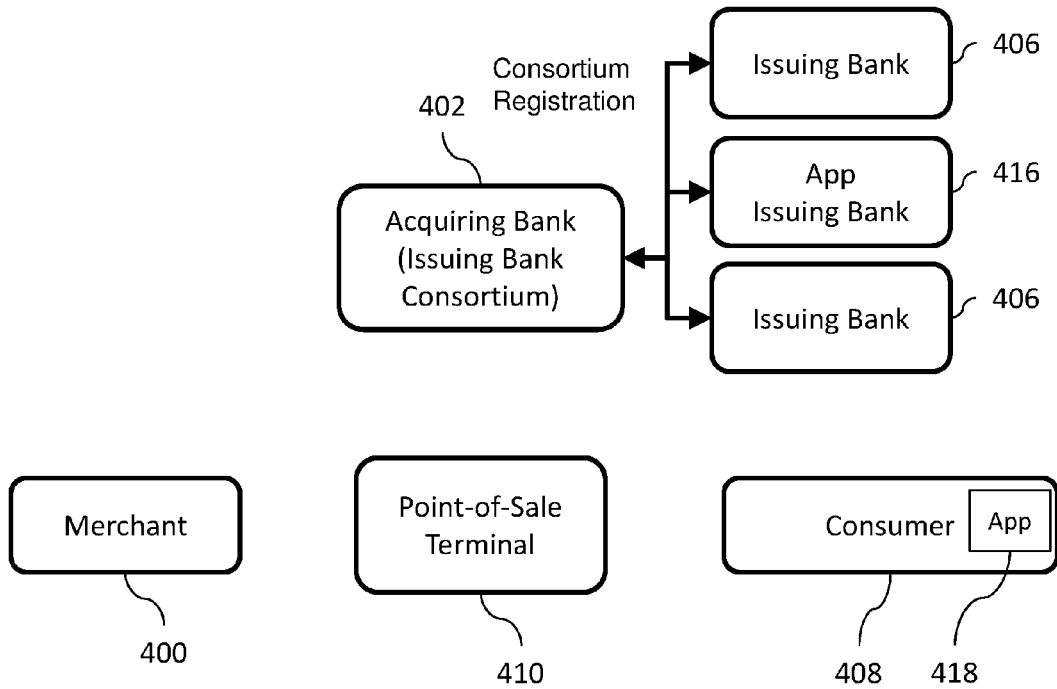 Issuing Bank
406
Consortium
Registration
402
App
Issuing Bank
416
Acquiring Bank
(Issuing Bank
Consortium)
Issuing Bank
406
Merchant
Point-of-Sale
Terminal
Consumer
App
400
410
408
418